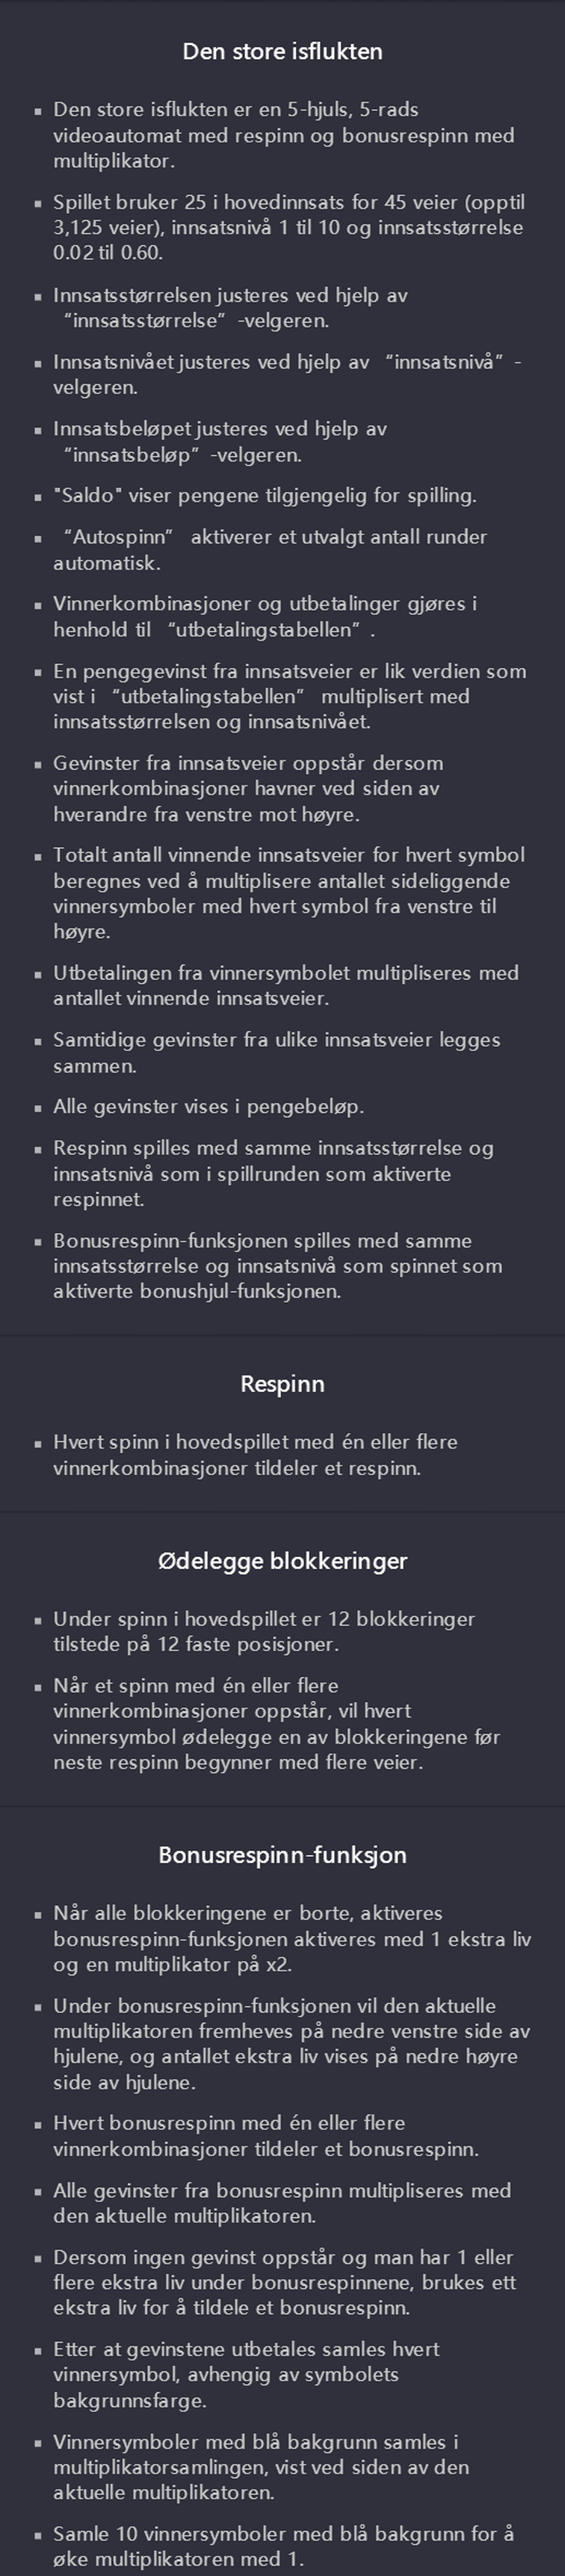 Den store isflukten
▪ Den store isflukten er en 5-hjuls, 5-rads
videoautomat med respinn og bonusrespinn med
multiplikator.
▪ Spillet bruker 25 i hovedinnsats for 45 veier (opptil
3,125 veier), innsatsnivå 1 til 10 og innsatsstørrelse
0.02 til 0.60.
▪ Innsatsstørrelsen justeres ved hjelp av
“innsatsstørrelse” -velgeren.
▪ Innsatsnivået justeres ved hjelp av “innsatsnivå” -
velgeren.
▪ Innsatsbeløpet justeres ved hjelp av
“innsatsbeløp” -velgeren.
▪ "Saldo" viser pengene tilgjengelig for spilling.
▪ “Autospinn” aktiverer et utvalgt antall runder
automatisk.
▪ Vinnerkombinasjoner og utbetalinger gjøres i
henhold til “utbetalingstabellen” .
▪ En pengegevinst fra innsatsveier er lik verdien som
vist i “utbetalingstabellen” multiplisert med
innsatsstørrelsen og innsatsnivået.
▪ Gevinster fra innsatsveier oppstår dersom
vinnerkombinasjoner havner ved siden av
hverandre fra venstre mot høyre.
▪ Totalt antall vinnende innsatsveier for hvert symbol
beregnes ved å multiplisere antallet sideliggende
vinnersymboler med hvert symbol fra venstre til
høyre.
▪ Utbetalingen fra vinnersymbolet multipliseres med
antallet vinnende innsatsveier.
▪ Samtidige gevinster fra ulike innsatsveier legges
sammen.
▪ Alle gevinster vises i pengebeløp.
▪ Respinn spilles med samme innsatsstørrelse og
innsatsnivå som i spillrunden som aktiverte
respinnet.
▪ Bonusrespinn-funksjonen spilles med samme
innsatsstørrelse og innsatsnivå som spinnet som
aktiverte bonushjul-funksjonen.
Respinn
▪ Hvert spinn i hovedspillet med én eller flere
vinnerkombinasjoner tildeler et respinn.
Ødelegge blokkeringer
▪ Under spinn i hovedspillet er 12 blokkeringer
tilstede på 12 faste posisjoner.
▪ Når et spinn med én eller flere
vinnerkombinasjoner oppstår, vil hvert
vinnersymbol ødelegge en av blokkeringene før
neste respinn begynner med flere veier.
Bonusrespinn-funksjon
▪ Når alle blokkeringene er borte, aktiveres
bonusrespinn-funksjonen aktiveres med 1 ekstra liv
og en multiplikator på x2.
▪ Under bonusrespinn-funksjonen vil den aktuelle
multiplikatoren fremheves på nedre venstre side av
hjulene, og antallet ekstra liv vises på nedre høyre
side av hjulene.
▪ Hvert bonusrespinn med én eller flere
vinnerkombinasjoner tildeler et bonusrespinn.
▪ Alle gevinster fra bonusrespinn multipliseres med
den aktuelle multiplikatoren.
▪ Dersom ingen gevinst oppstår og man har 1 eller
flere ekstra liv under bonusrespinnene, brukes ett
ekstra liv for å tildele et bonusrespinn.
▪ Etter at gevinstene utbetales samles hvert
vinnersymbol, avhengig av symbolets
bakgrunnsfarge.
▪ Vinnersymboler med blå bakgrunn samles i
multiplikatorsamlingen, vist ved siden av den
aktuelle multiplikatoren.
▪ Samle 10 vinnersymboler med blå bakgrunn for å
øke multiplikatoren med 1.